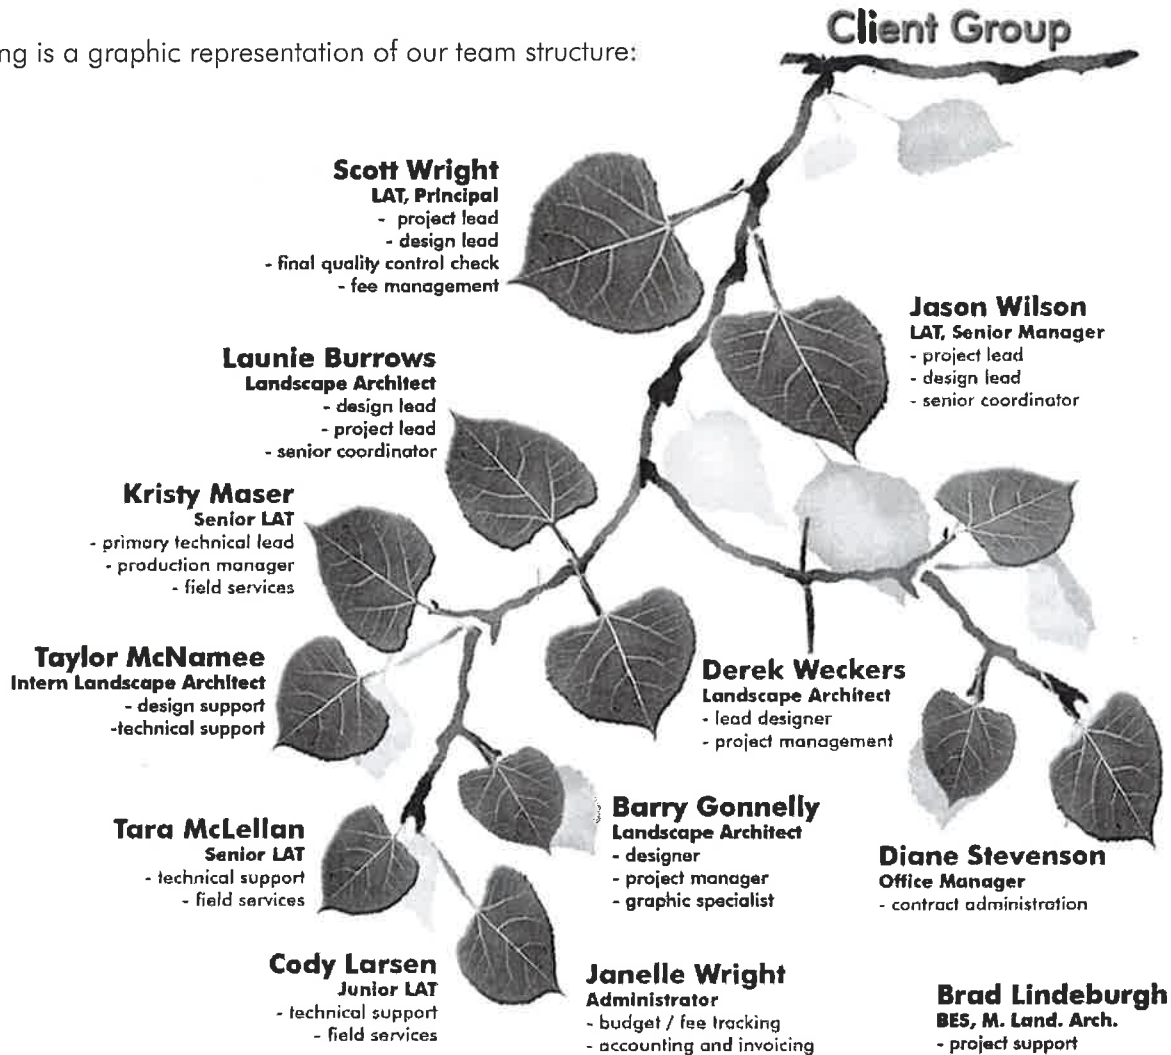 Client Group
ng is a graphic representation of our team structure:
Scott Wright
LAT, Principal
- project lead
- design lead
- final quality control check
- fee management
Jason Wilson
LAT, Senior Manager
- project lead
- design lead
- senior coordinator
Launie Burrows
Landscape Architect
- design lead
- project lead
- senior coordinator
Kristy Maser
Senior LAT
- primary technical lead
- production manager
- field services
Taylor McNamee
Intern Landscape Architect
- design support
-technical support
Derek Weckers
Landscape Architect
- lead designer
- project management
Tara McLellan
Senior LAT
- technical support
- field services
Barry Gonnelly
Landscape Architect
- designer
- project manager
- graphic specialist
Diane Stevenson
Office Manager
- contract administration
Cody Larsen
Junior LAT
- technical support
- field services
Janelle Wright
Administrator
- budget / fee tracking
- accounting and invoicing
Brad Lindeburgh
BES, M. Land. Arch.
- project support